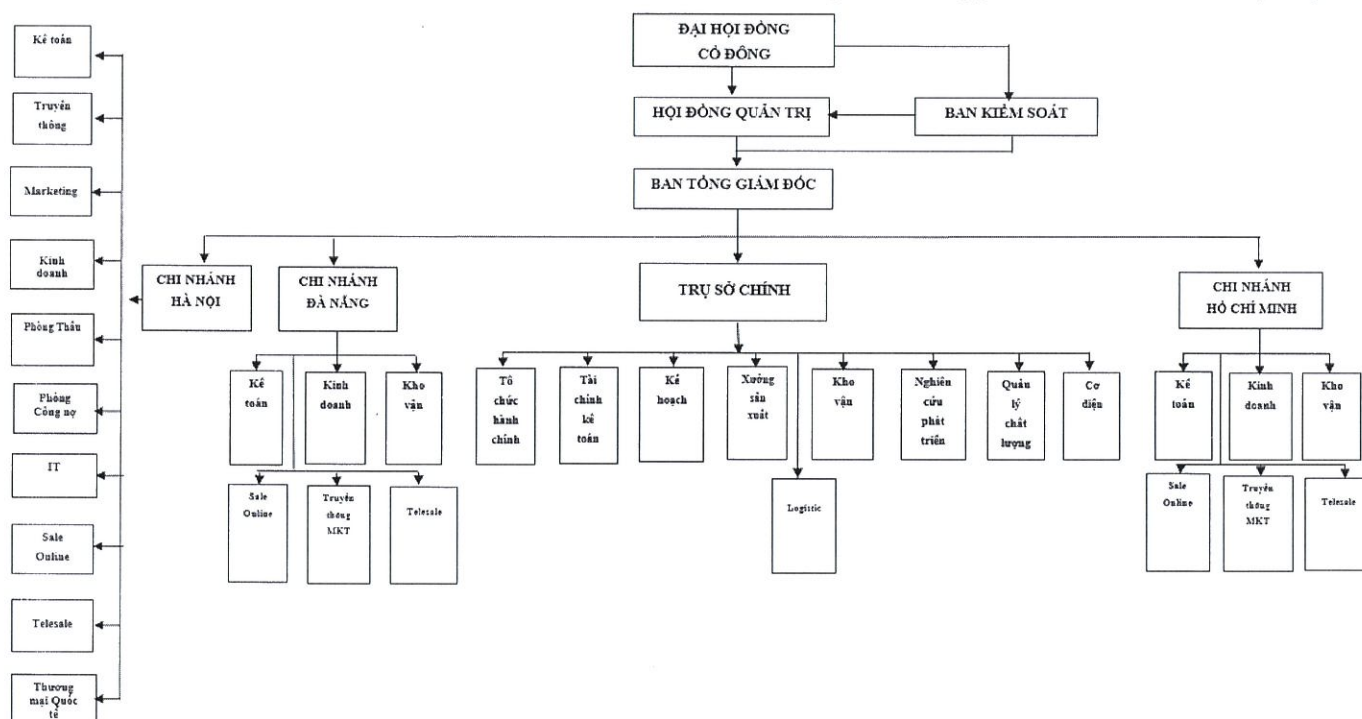 ĐẠI HỘI ĐỒNG
CỔ ĐÔNG
HỘI ĐỒNG QUẢN TRỊ
BAN KIỂM SOÁT
BAN TỔNG GIÁM ĐỐC
CHI NHÁNH
HÀ NỘI
CHI NHÁNH
ĐÀ NẴNG
TRỤ SỞ CHÍNH
CHI NHÁNH
HỒ CHÍ MINH
Kế toán
Truyền
thông
Marketing
Kinh
doanh
Phòng Thầu
Phòng
Công nợ
IT
Sale
Online
Telesale
Thương
mại Quốc
tế
Kế
toán
Kinh
doanh
Kho
vận
Sale
Online
Truyền
thông
MKT
Telesale
Tổ
chức
hành
chính
Tài
chính
kế
toán
Kế
hoạch
Xưởng
sản
xuất
Kho
vận
Nghiên
cứu
phát
triển
Quản
lý
chất
lượng
Cơ
điện
Logistic
Kế
toán
Kinh
doanh
Kho
vận
Sale
Online
Truyền
thông
MKT
Telesale